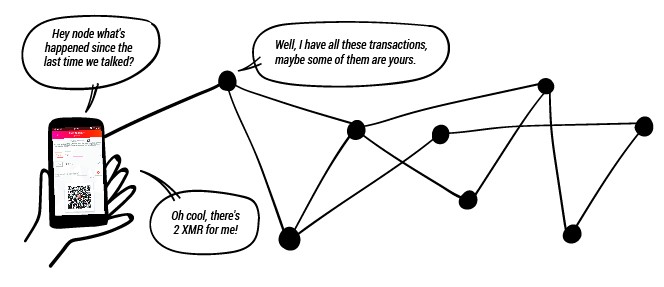 Hey node what's
happened since the
last time we talked?
Well, I have all these transactions,
maybe some of them are yours.
Oh cool, there's
2 XMR for me!